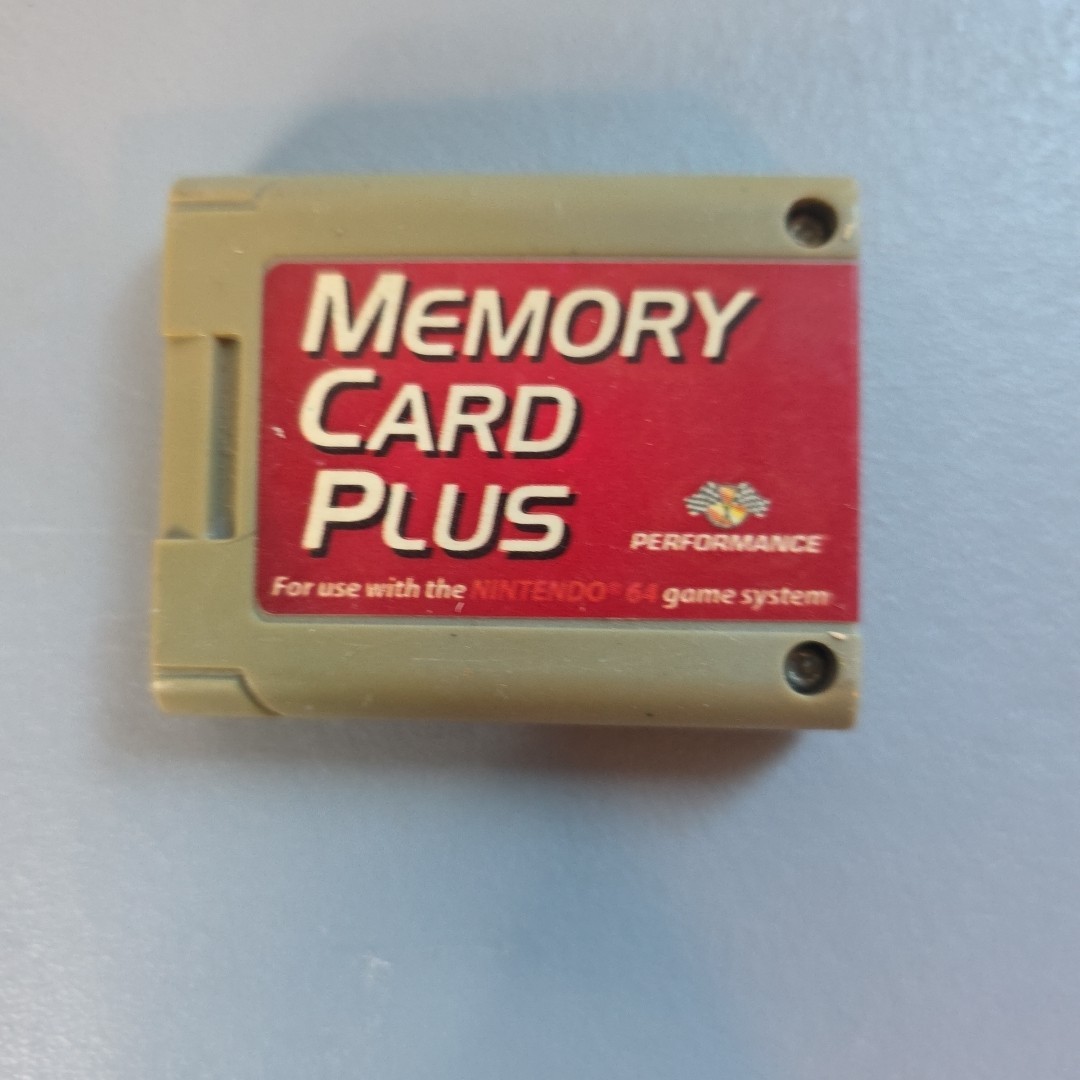 MEMORY
CARD
PLUS
PERFORMANCE
For use with the NINTENDO® 64 game system